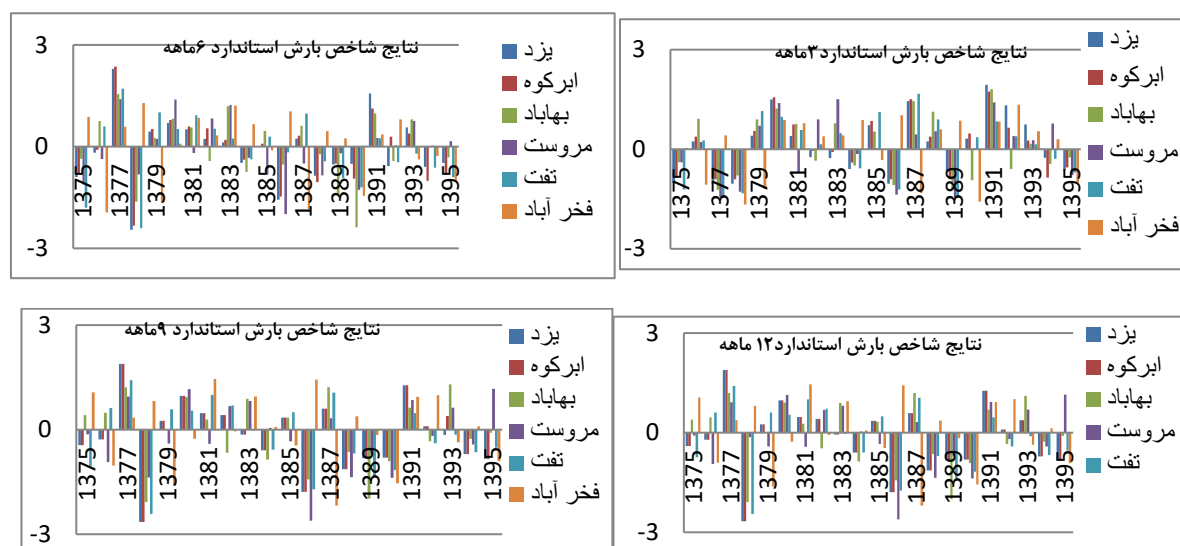 نتایج شاخص بارش استاندارد ۶ماهه
3
0
-3
1375
1377
1379
1381
1383
1385
1387
1389
1391
1393
1395
یزد
ابرکوه
بهاباد
مروست
تفت
فخر آباد
نتایج شاخص بارش استاندارد۳ماهه
3
0
-3
1375
1377
1379
1381
1383
1385
1387
1389
1391
1393
1395
یزد
ابرکوه
بهاباد
مروست
تفت
فخر آباد
نتایج شاخص بارش استاندارد ۹ماهه
3
0
-3
1375
1377
1379
1381
1383
1385
1387
1389
1391
1393
1395
یزد
ابرکوه
بهاباد
مروست
تفت
فخر آباد
نتایج شاخص بارش استاندارد۱۲ ماهه
3
0
-3
1375
1377
1379
1381
1383
1385
1387
1389
1391
1393
1395
یزد
ابرکوه
بهاباد
مروست
تفت